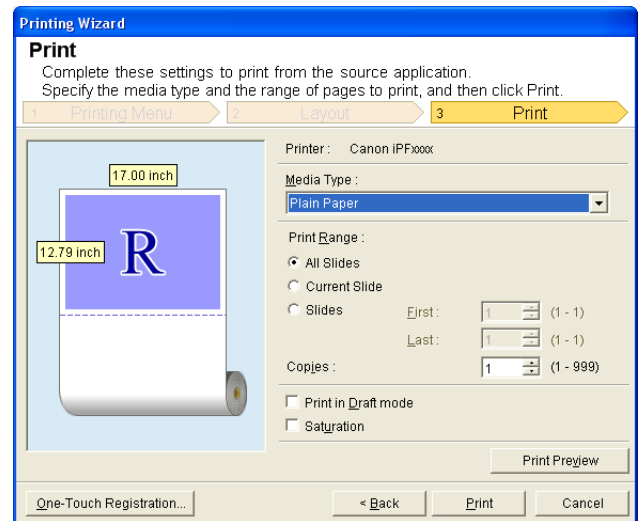 Printing Wizard
Print
Complete these settings to print from the source application.
Specify the media type and the range of pages to print, and then click Print.
1 Printing Menu 2 Layout 3 Print
Printer : Canon iPFxxxx
17.00 inch
12.79 inch
R
Media Type :
Plain Paper
Print Range :
All Slides
Current Slide
Slides First : 1 (1 - 1)
Last : 1 (1 - 1)
Copies : 1 (1 - 999)
Print in Draft mode
Saturation
Print Preview
One-Touch Registration... < Back Print Cancel